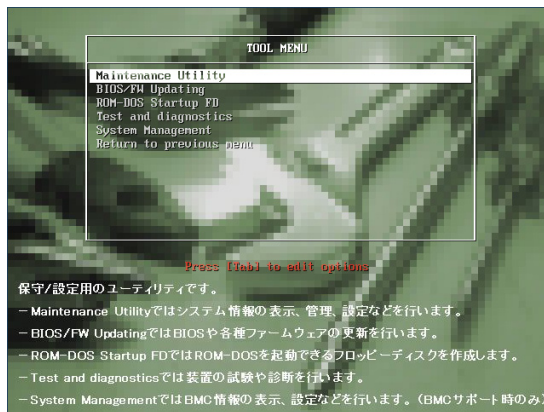 TOOL MENU
Maintenance Utility
BIOS/FW Updating
ROM-DOS Startup FD
Test and diagnostics
System Management
Return to previous menu
Press [Tab] to edit options
保守/設定用のユーティリティです。
－Maintenance Utilityではシステム情報の表示、管理、設定などを行います。
－BIOS/FW UpdatingではBIOSや各種ファームウェアの更新を行います。
－ROM-DOS Startup FDではROM-DOSを起動できるフロッピーディスクを作成します。
－Test and diagnosticsでは装置の試験や診断を行います。
－System ManagementではBMC情報の表示、設定などを行います。（BMCサポート時のみ）